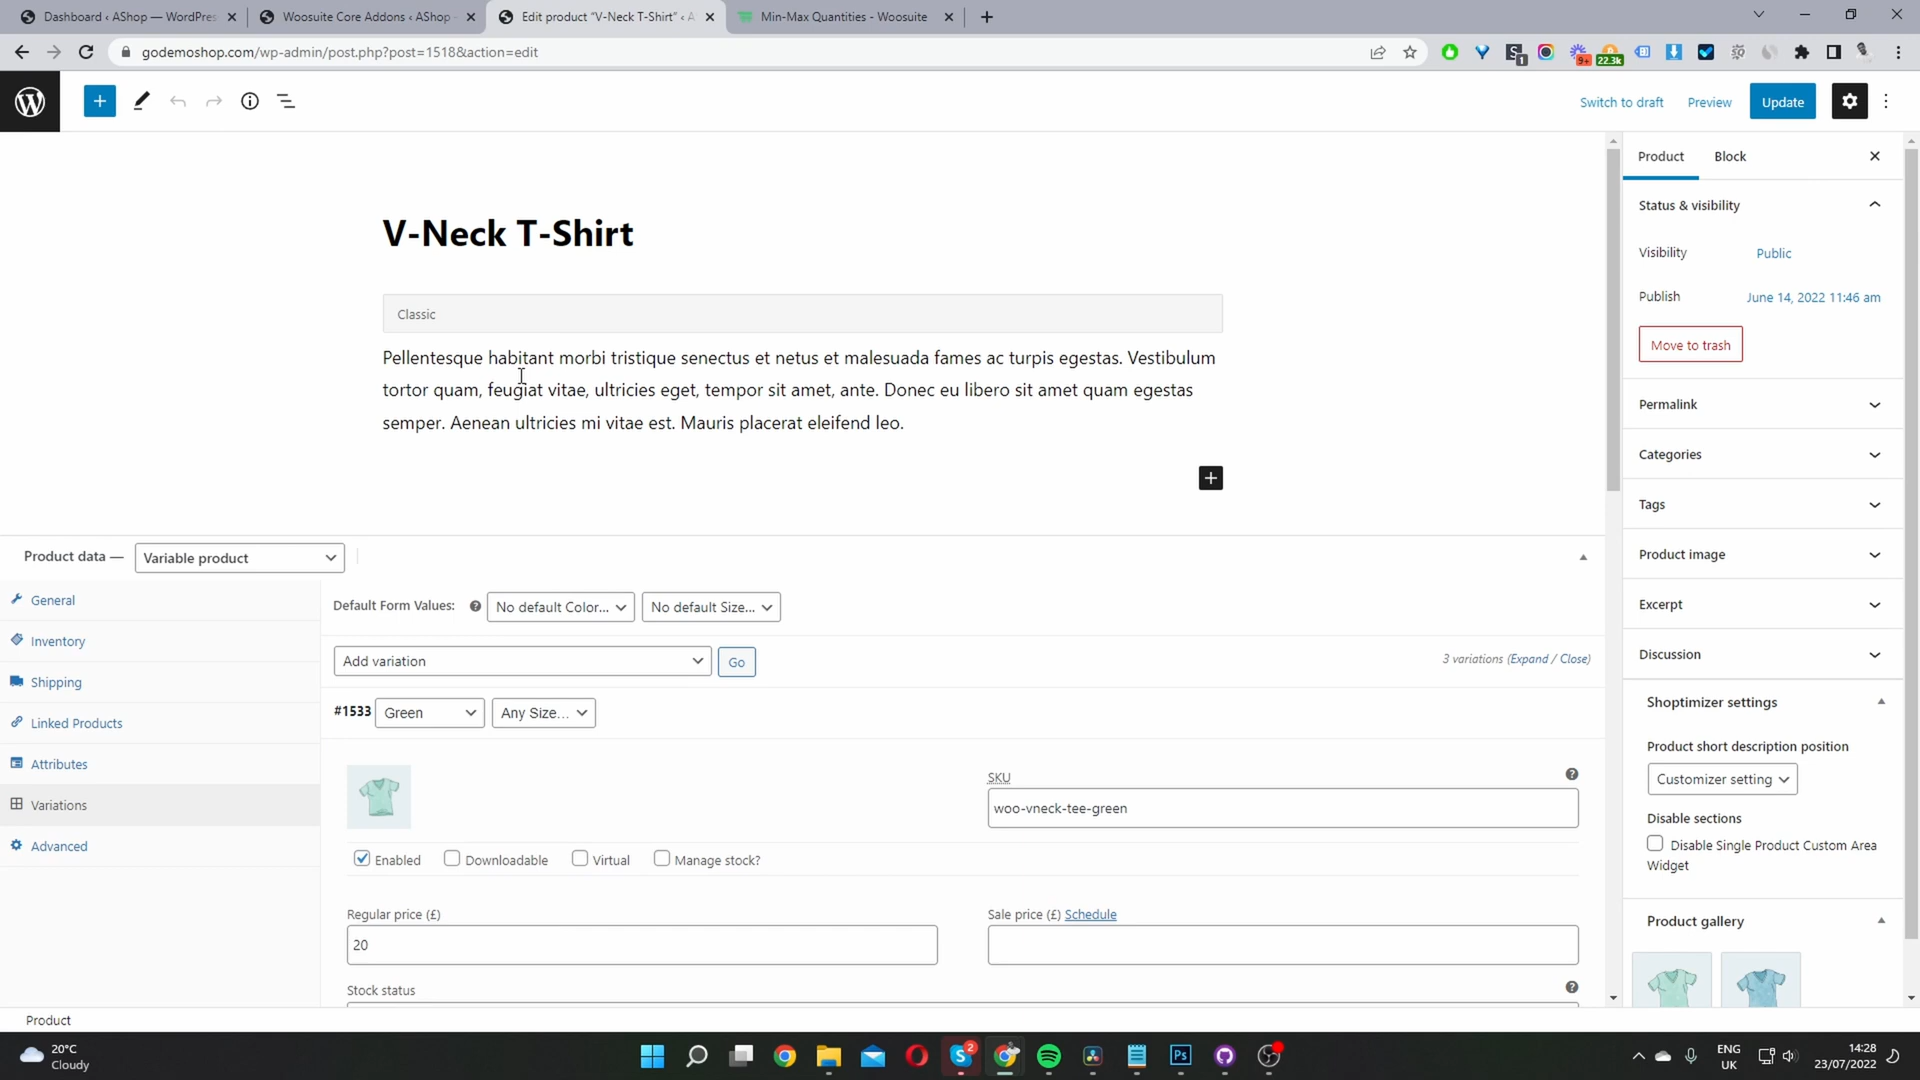 Dashboard ‹ AShop — WordPres
Woosuite Core Addons ‹ AShop -
Edit product “V-Neck T-Shirt” ‹ A
Min-Max Quantities - Woosuite
godemoshop.com/wp-admin/post.php?post=1518&action=edit
1
9+
22.3k
Switch to draft
Preview
Update
V-Neck T-Shirt
Classic
Pellentesque habitant morbi tristique senectus et netus et malesuada fames ac turpis egestas. Vestibulum
tortor quam, feugiat vitae, ultricies eget, tempor sit amet, ante. Donec eu libero sit amet quam egestas
semper. Aenean ultricies mi vitae est. Mauris placerat eleifend leo.
Product data —
Variable product
General
Inventory
Shipping
Linked Products
Attributes
Variations
Advanced
Default Form Values:
No default Color...
No default Size...
Add variation
Go
3 variations (Expand / Close)
#1533
Green
Any Size...
SKU
woo-vneck-tee-green
Enabled
Downloadable
Virtual
Manage stock?
Regular price (£)
20
Sale price (£) Schedule
Stock status
Product
Block
Status & visibility
Visibility
Public
Publish
June 14, 2022 11:46 am
Move to trash
Permalink
Categories
Tags
Product image
Excerpt
Discussion
Shoptimizer settings
Product short description position
Customizer setting
Disable sections
Disable Single Product Custom Area
Widget
Product gallery
Product
20°C
Cloudy
2
Ps
ENG
UK
14:28
23/07/2022